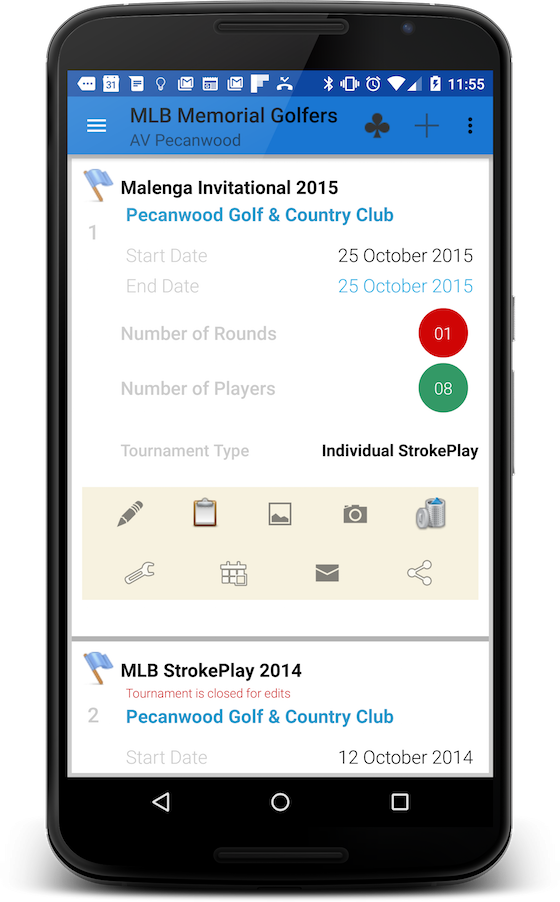 31
11:55
MLB Memorial Golfers
AV Pecanwood
Malenga Invitational 2015
1
Pecanwood Golf & Country Club
Start Date 25 October 2015
End Date 25 October 2015
Number of Rounds 01
Number of Players 08
Tournament Type Individual StrokePlay
MLB StrokePlay 2014
Tournament is closed for edits
2
Pecanwood Golf & Country Club
Start Date 12 October 2014